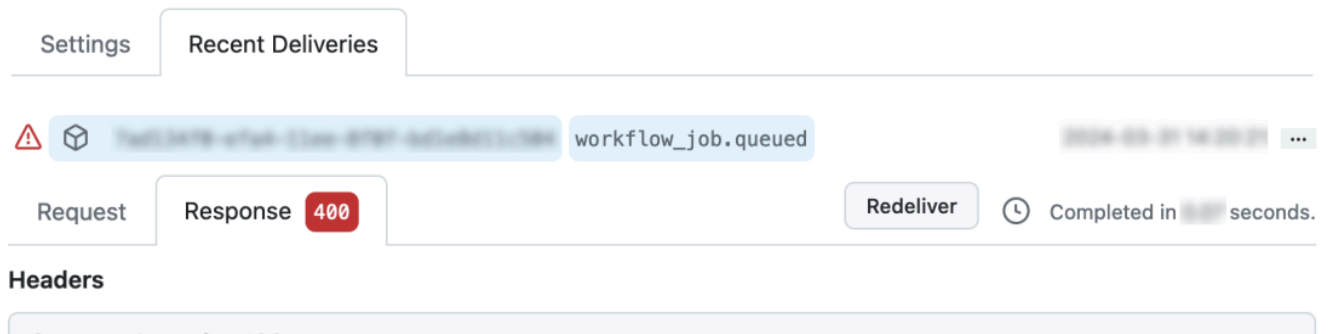 Settings Recent Deliveries
workflow_job.queued ...
Request Response 400 Redeliver Completed in seconds.
Headers